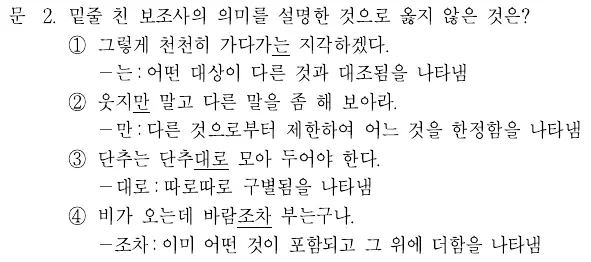 문 2. 밑줄 친 보조사의 의미를 설명한 것으로 옳지 않은 것은?
① 그렇게 천천히 가다가는 지각하겠다.
－는 : 어떤 대상이 다른 것과 대조됨을 나타냄
② 웃지만 말고 다른 말을 좀 해 보아라.
－만 : 다른 것으로부터 제한하여 어느 것을 한정함을 나타냄
③ 단추는 단추대로 모아 두어야 한다.
－대로 : 따로따로 구별됨을 나타냄
④ 비가 오는데 바람조차 부는구나.
－조차 : 이미 어떤 것이 포함되고 그 위에 더함을 나타냄